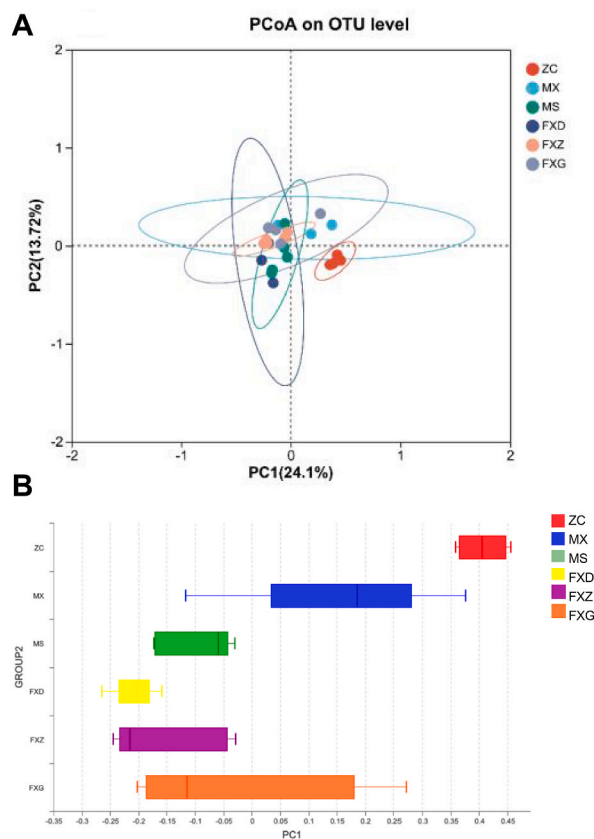 A
PCoA on OTU level
2
1
0
-1
-2
-2
-1
0
1
2
PC2(13.72%)
PC1(24.1%)
ZC
MX
MS
FXD
FXZ
FXG
B
ZC
MX
MS
FXD
FXZ
FXG
GROUP2
-0.35 -0.3 -0.25 -0.2 -0.15 -0.1 -0.05 0 0.05 0.1 0.15 0.2 0.25 0.3 0.35 0.4 0.45
PC1
ZC
MX
MS
FXD
FXZ
FXG